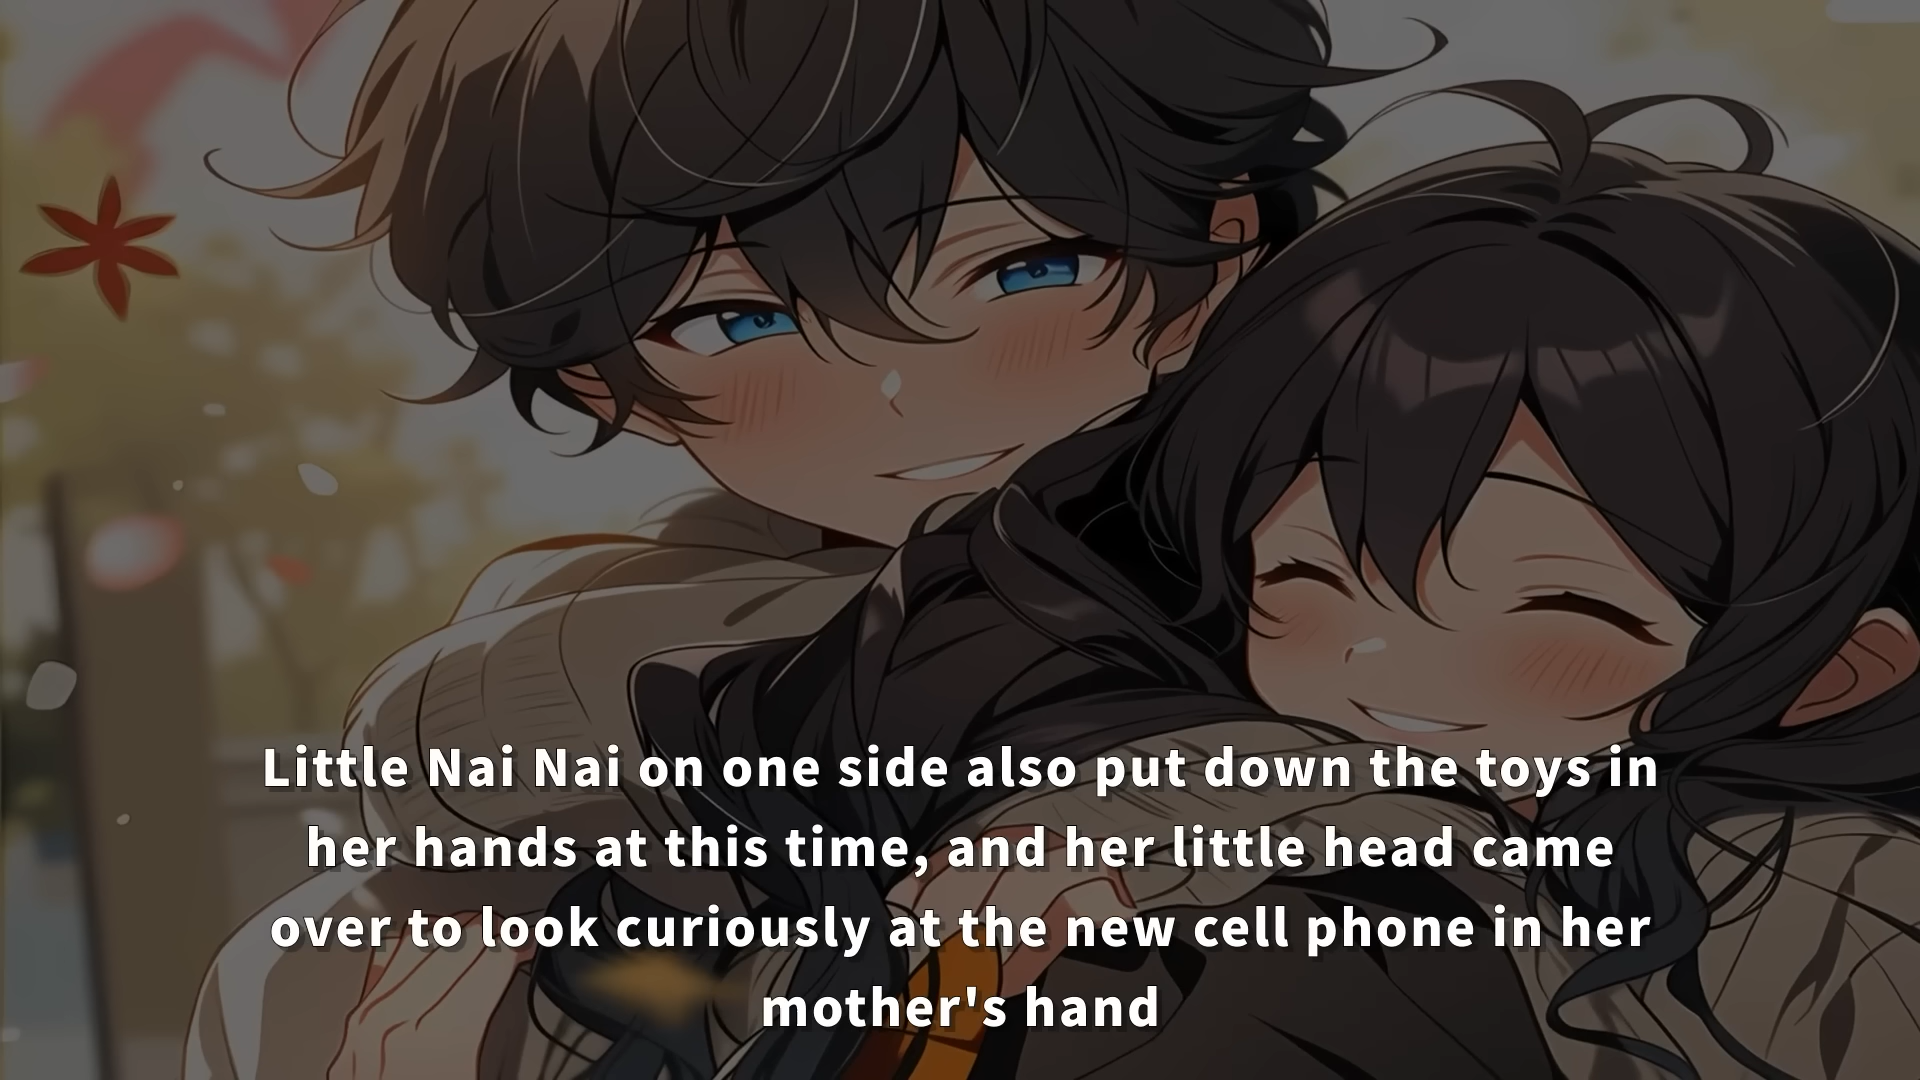 Little Nai Nai on one side also put down the toys in
her hands at this time, and her little head came
over to look curiously at the new cell phone in her
mother's hand